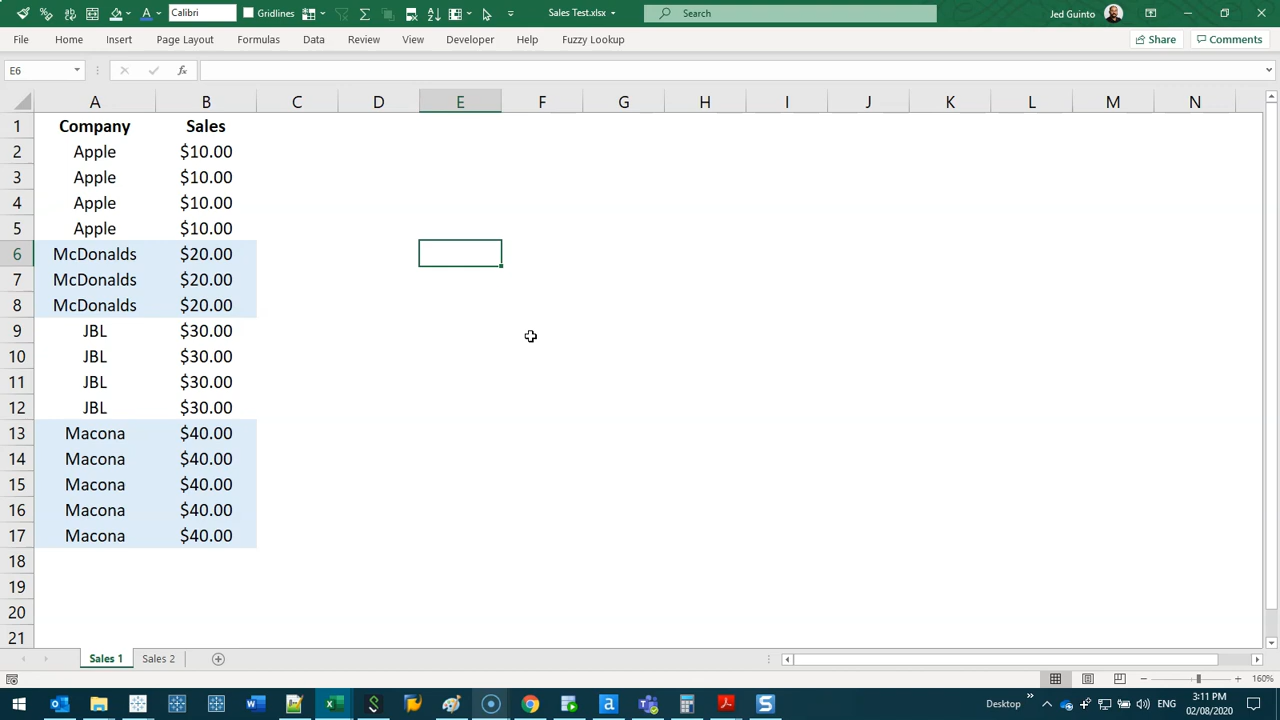 Calibri Gridlines Sales Test.xlsx Search Jed Guinto
File Home Insert Page Layout Formulas Data Review View Developer Help Fuzzy Lookup Share Comments
E6 fx
A B C D E F G H I J K L M N
1 Company Sales
2 Apple $10.00
3 Apple $10.00
4 Apple $10.00
5 Apple $10.00
6 McDonalds $20.00
7 McDonalds $20.00
8 McDonalds $20.00
9 JBL $30.00
10 JBL $30.00
11 JBL $30.00
12 JBL $30.00
13 Macona $40.00
14 Macona $40.00
15 Macona $40.00
16 Macona $40.00
17 Macona $40.00
18
19
20
21
Sales 1 Sales 2
160%
Desktop ENG 3:11 PM
02/08/2020